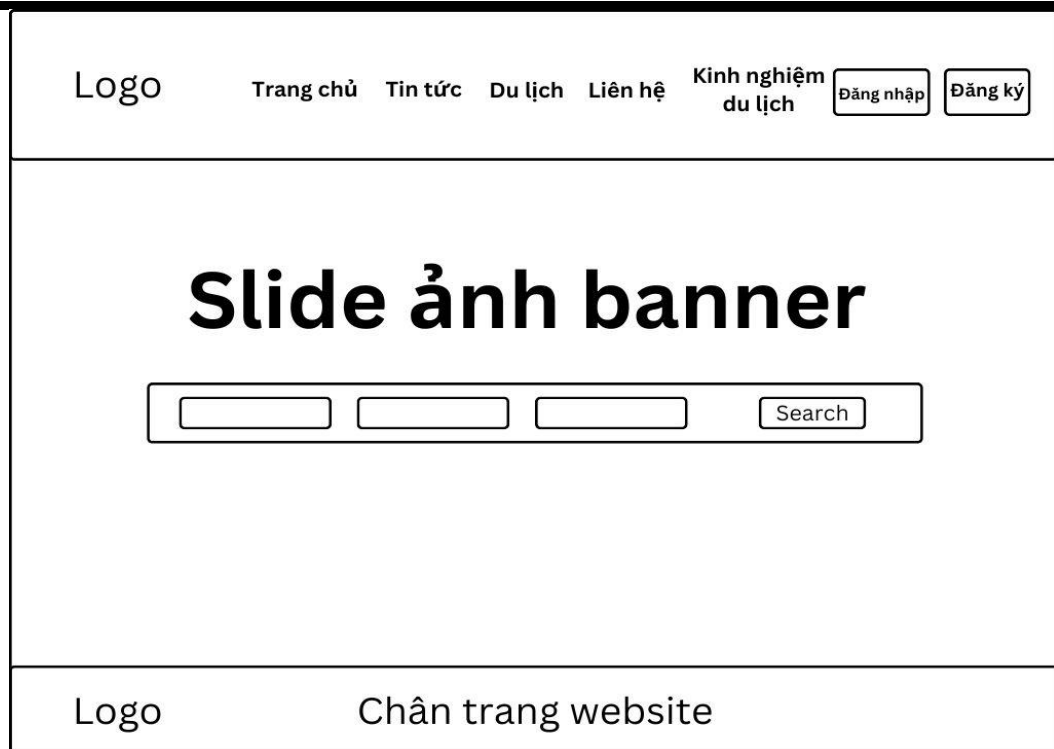 Logo
Trang chủ Tin tức Du lịch Liên hệ Kinh nghiệm
du lịch
Đăng nhập Đăng ký
Slide ảnh banner
Search
Logo Chân trang website